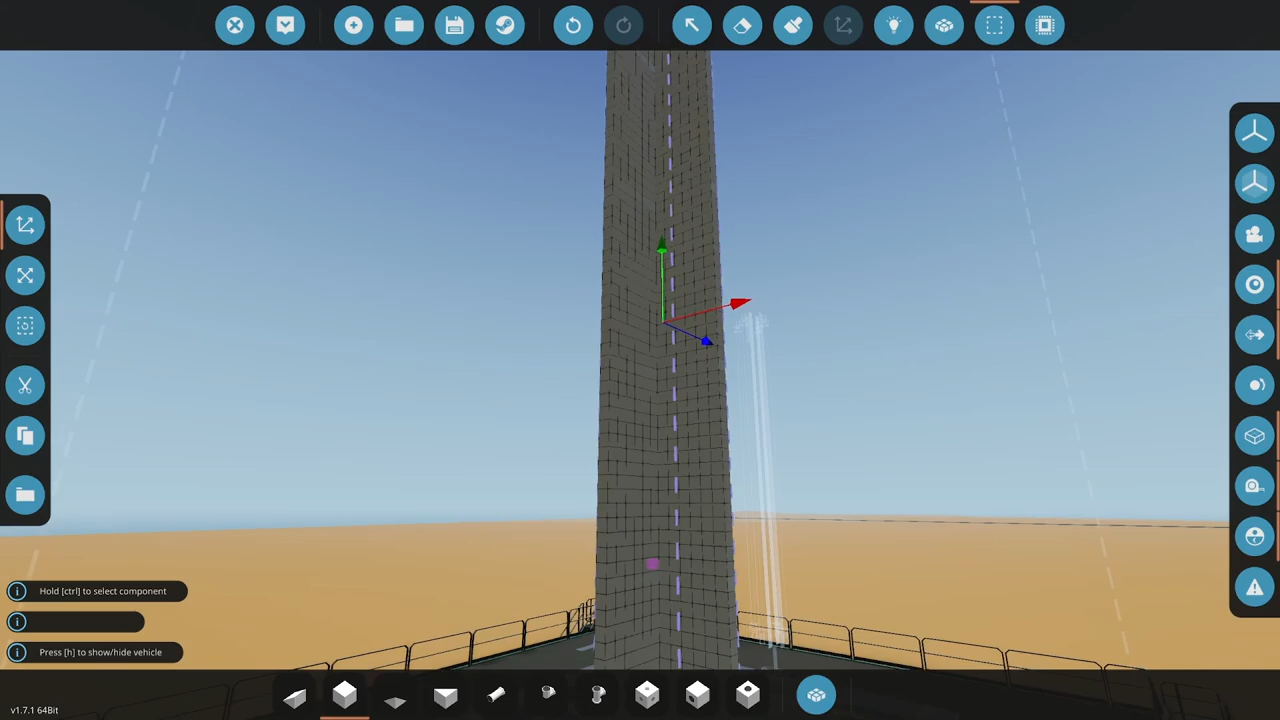 Hold [ctrl] to select component
Press [h] to show/hide vehicle
v1.7.1 64Bit